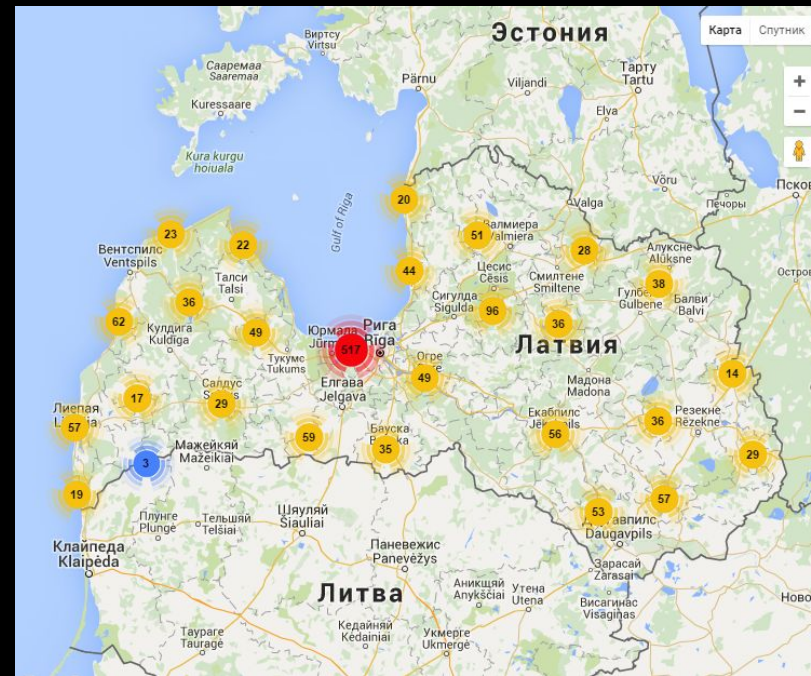 Эстония
Карта
Спутник
Виртсу
Virtsu
Сааремаа
Saaremaa
Тарту
Tartu
Pärnu
Viljandi
+
−
Kuressaare
Elva
Kura kurgu
hoiuala
Gulf of Riga
Võru
Псков
Valga
Печоры
20
23
22
51
Валмиера
Valmiera
28
Алуксне
Alūksne
Вентспилс
Ventspils
44
Цесис
Cēsis
Талси
Talsi
Смилтене
Smiltene
38
Остров
36
Сигулда
Sigulda
96
Gulbene
Балви
Balvi
62
Кулдига
Kuldiga
49
Юрмала
Рига
Rīga
517
36
Латвия
Тукумс
Tukums
Огре
49
Елгава
Jelgava
Мадона
Madona
14
17
Салдус
29
Лиепая
57
Екабпилс
56
36
Резекне
Rēzekne
59
Бауска
35
29
3
Мажейкяй
Mažeikiai
19
57
53
Daugavpils
Плунге
Plungė
Тельшяй
Telšiai
Шяуляй
Šiauliai
Клайпеда
Klaipėda
Паневежис
Panevėžys
Зарасай
Zarasai
Аникщяй
Anykščiai
Утена
Utena
Висагинас
Visaginas
Литва
Таураге
Tauragė
Кедайняй
Kėdainiai
Укмерге
Ukmergė